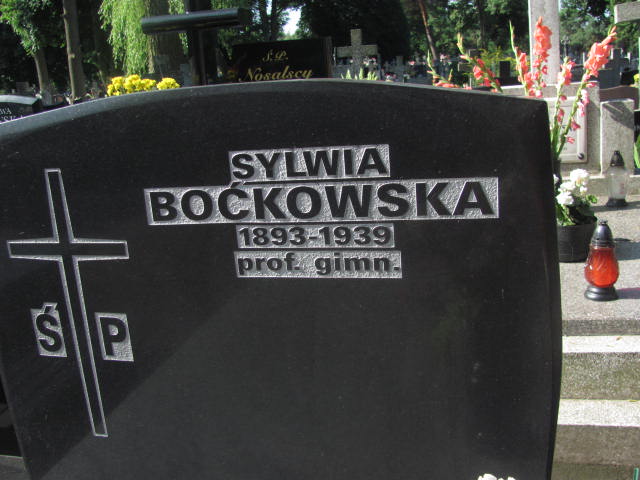 Ś.P.
Nosalscy
SYLWIA
BOĆKOWSKA
1893-1939
prof. gimn.
Ś P